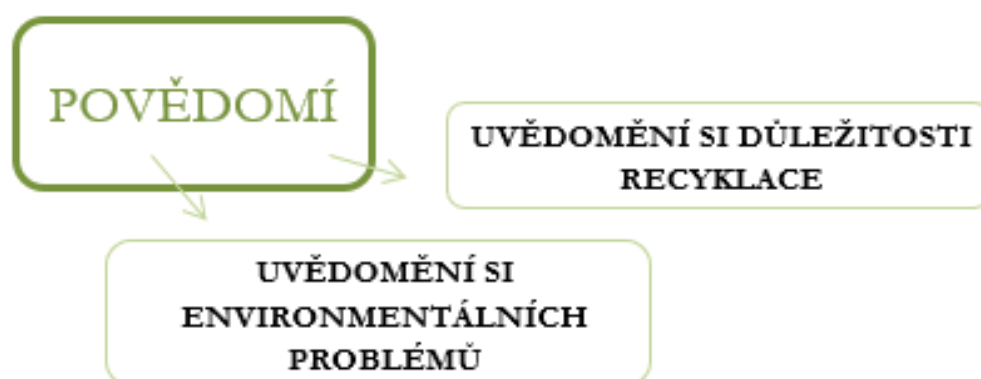 POVĚDOMÍ
UVĚDOMĚNÍ SI DŮLEŽITOSTI
RECYKLACE
UVĚDOMĚNÍ SI
ENVIRONMENTÁLNÍCH
PROBLÉMŮ